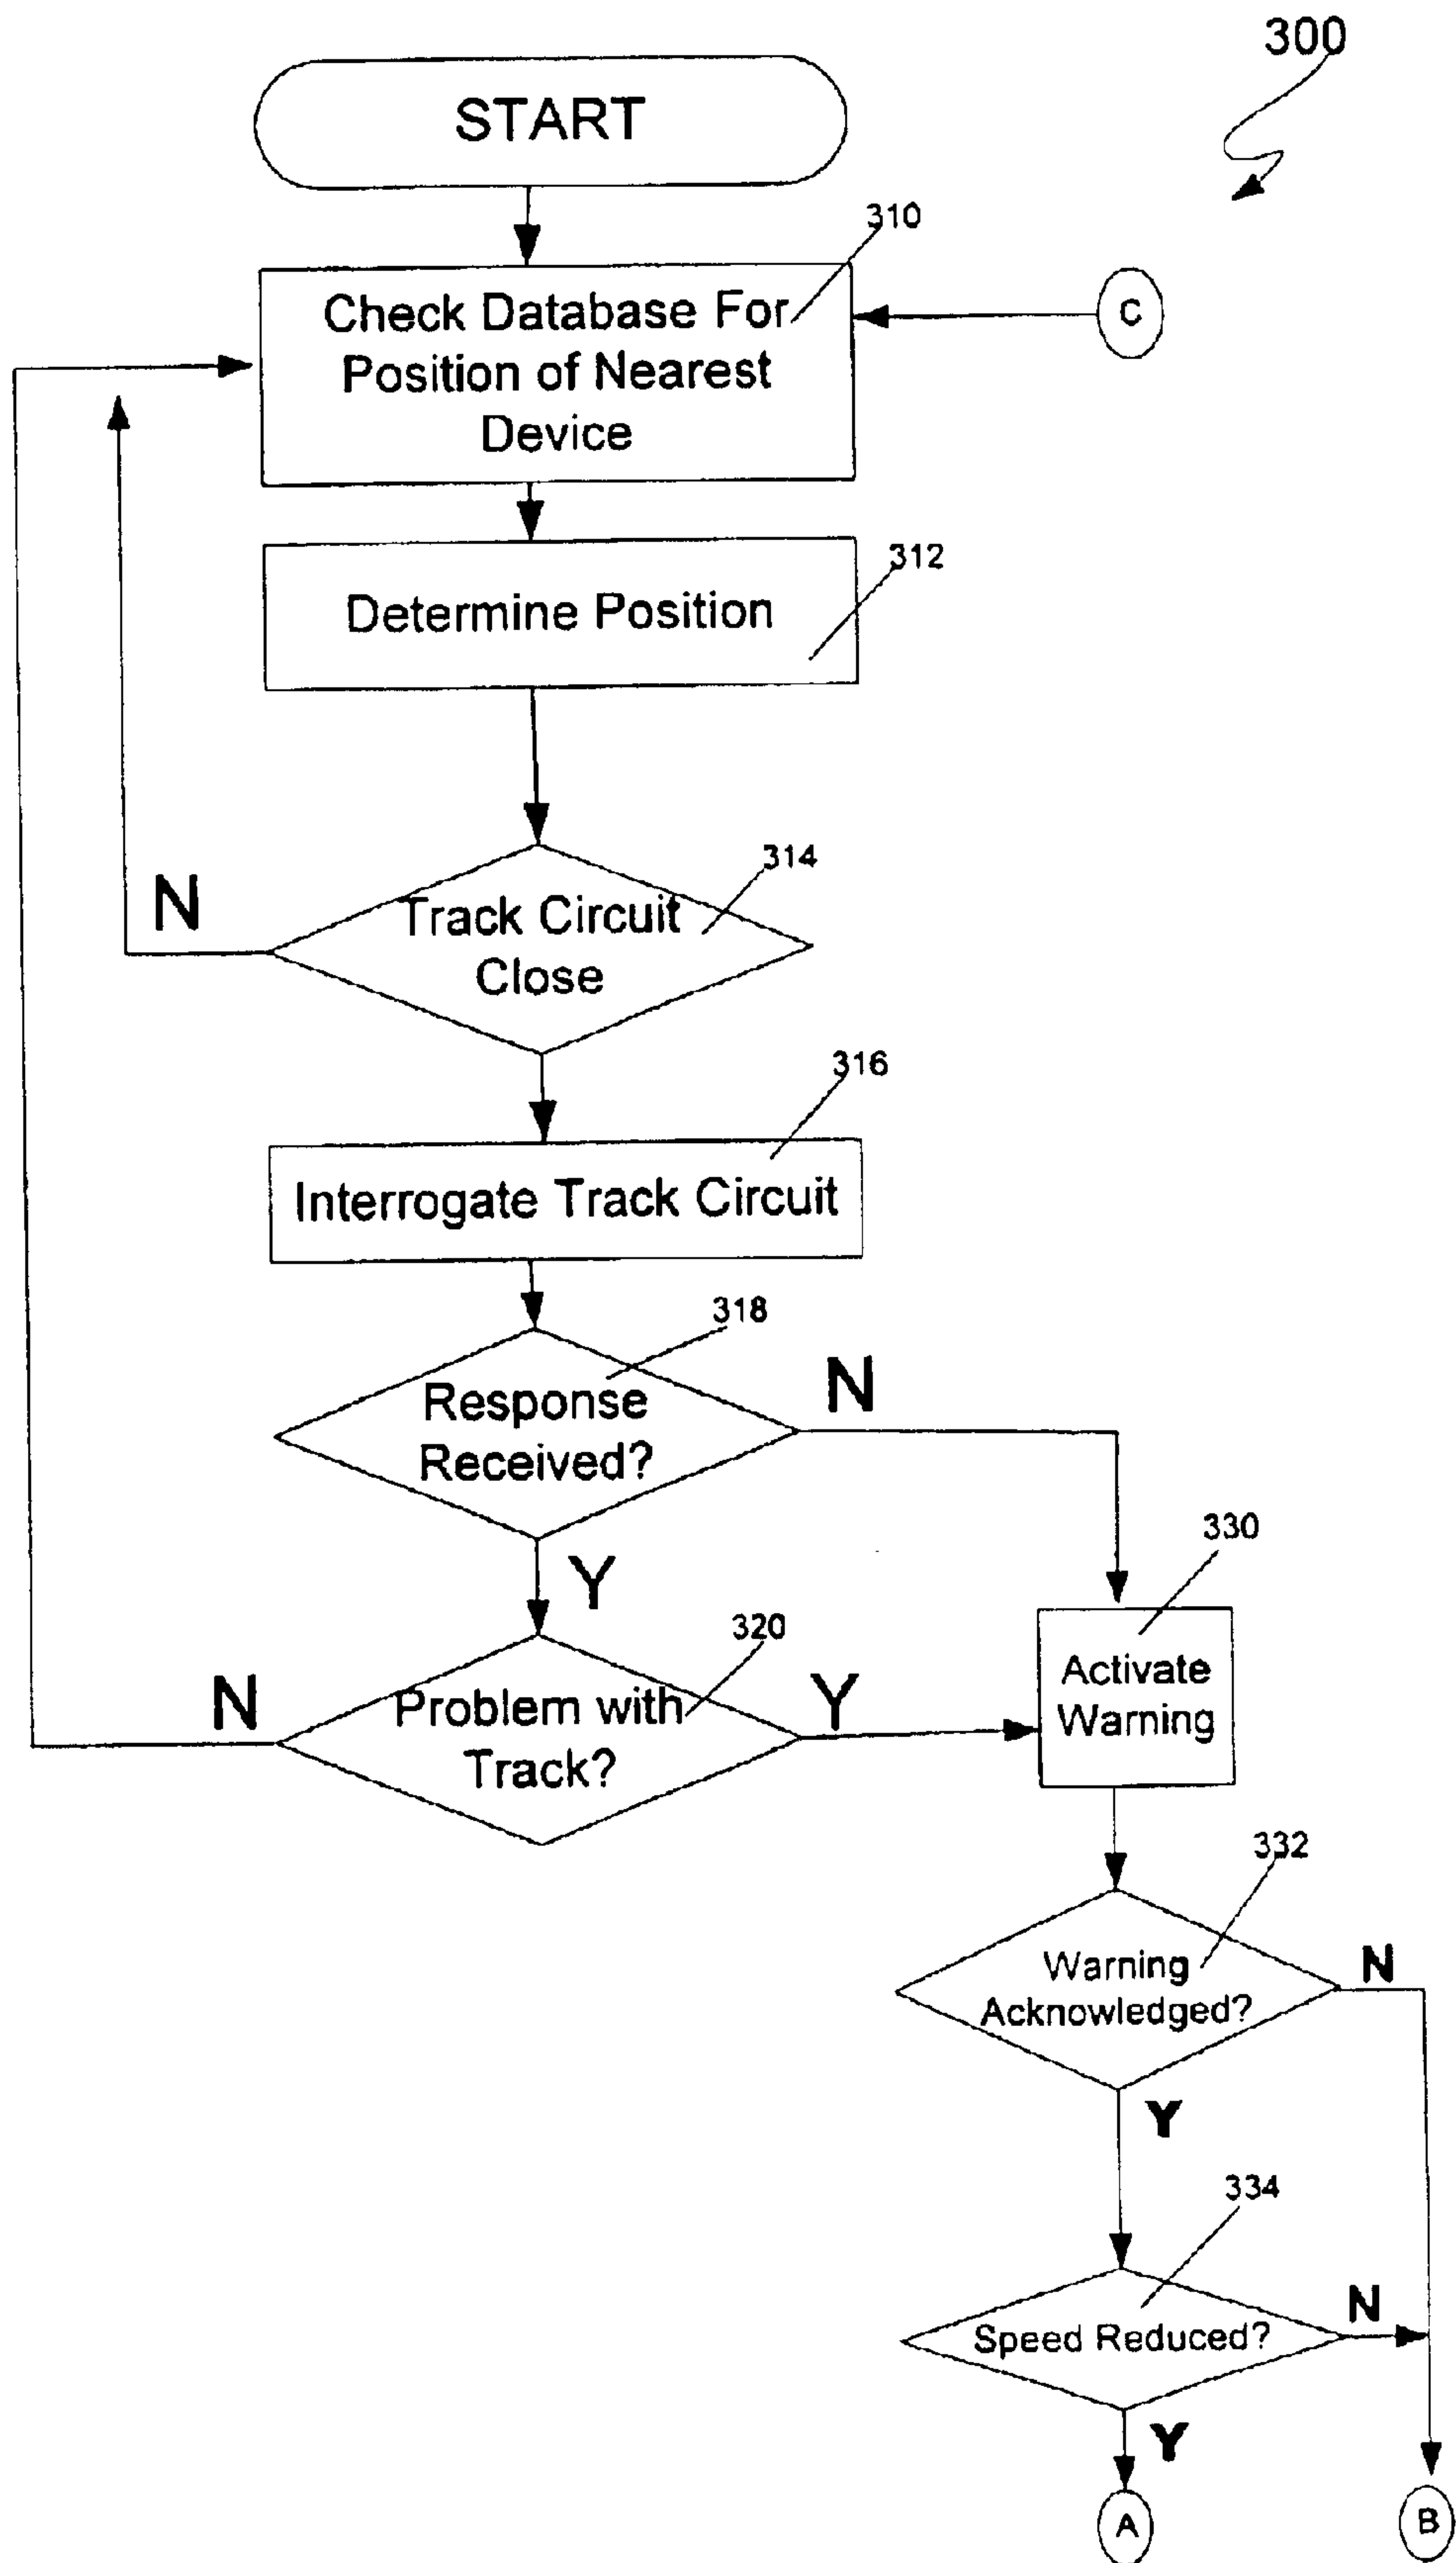 300
START
310
Check Database For
Position of Nearest
Device
C
312
Determine Position
314
N
Track Circuit
Close
316
Interrogate Track Circuit
318
N
Response
Received?
Y
330
320
Activate
Warning
N
Problem with
Track?
Y
332
Warning
Acknowledged?
N
Y
334
Speed Reduced?
N
Y
A
B